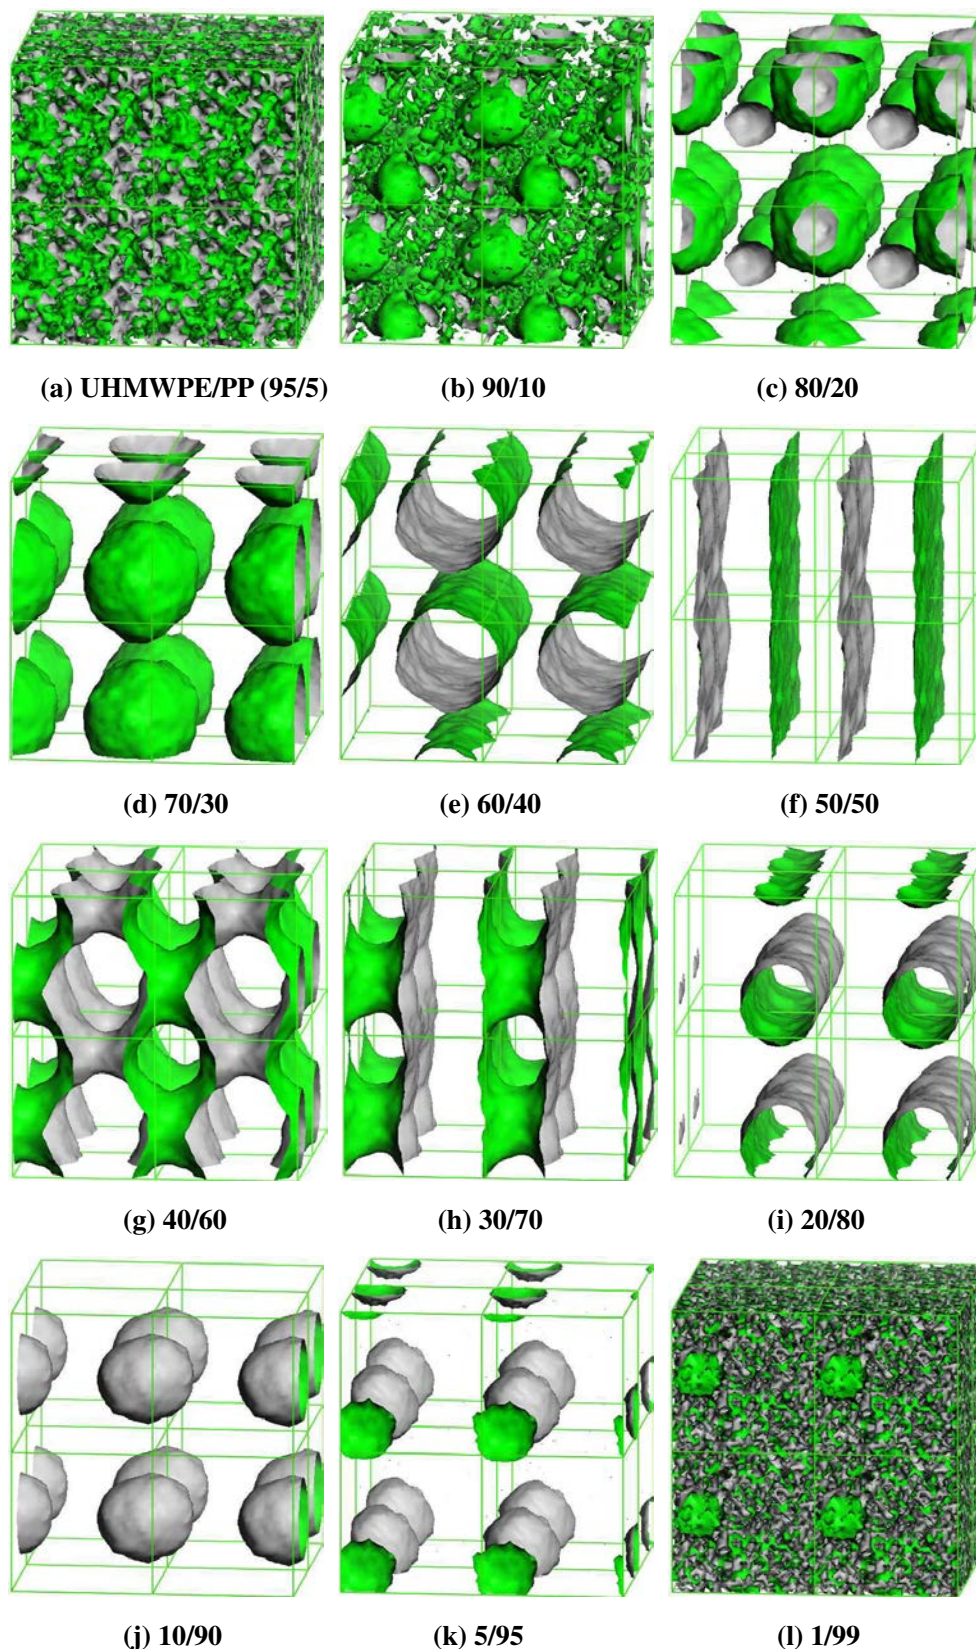 (a) UHMWPE/PP (95/5) (b) 90/10 (c) 80/20
(d) 70/30 (e) 60/40 (f) 50/50
(g) 40/60 (h) 30/70 (i) 20/80
(j) 10/90 (k) 5/95 (l) 1/99